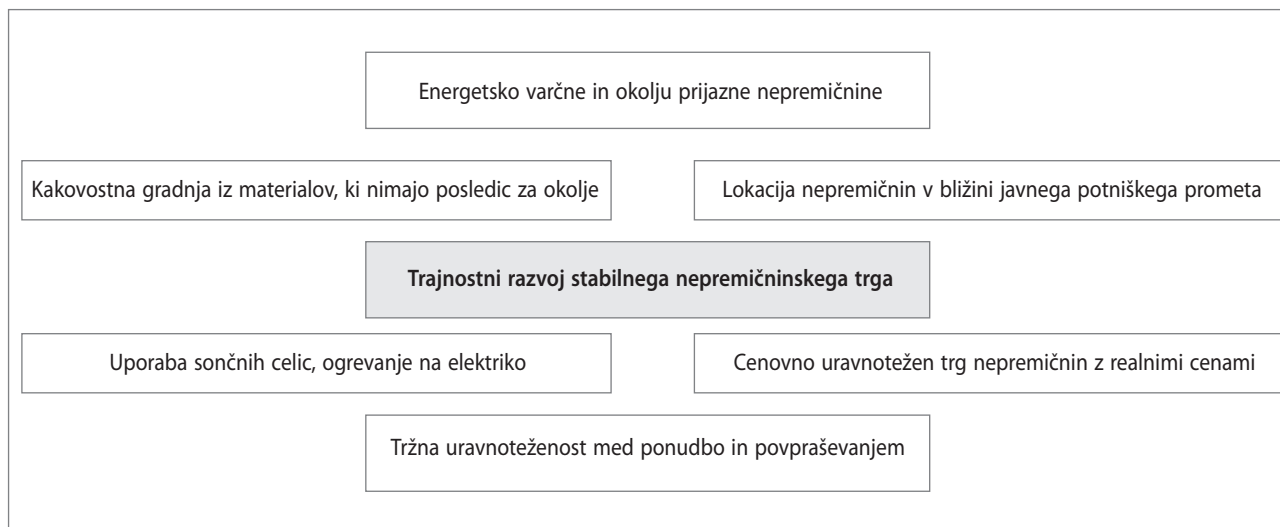 Energetsko varčne in okolju prijazne nepremičnine
Kakovostna gradnja iz materialov, ki nimajo posledic za okolje
Lokacija nepremičnin v bližini javnega potniškega prometa
Trajnostni razvoj stabilnega nepremičninskega trga
Uporaba sončnih celic, ogrevanje na elektriko
Cenovno uravnotežen trg nepremičnin z realnimi cenami
Tržna uravnoteženost med ponudbo in povpraševanjem